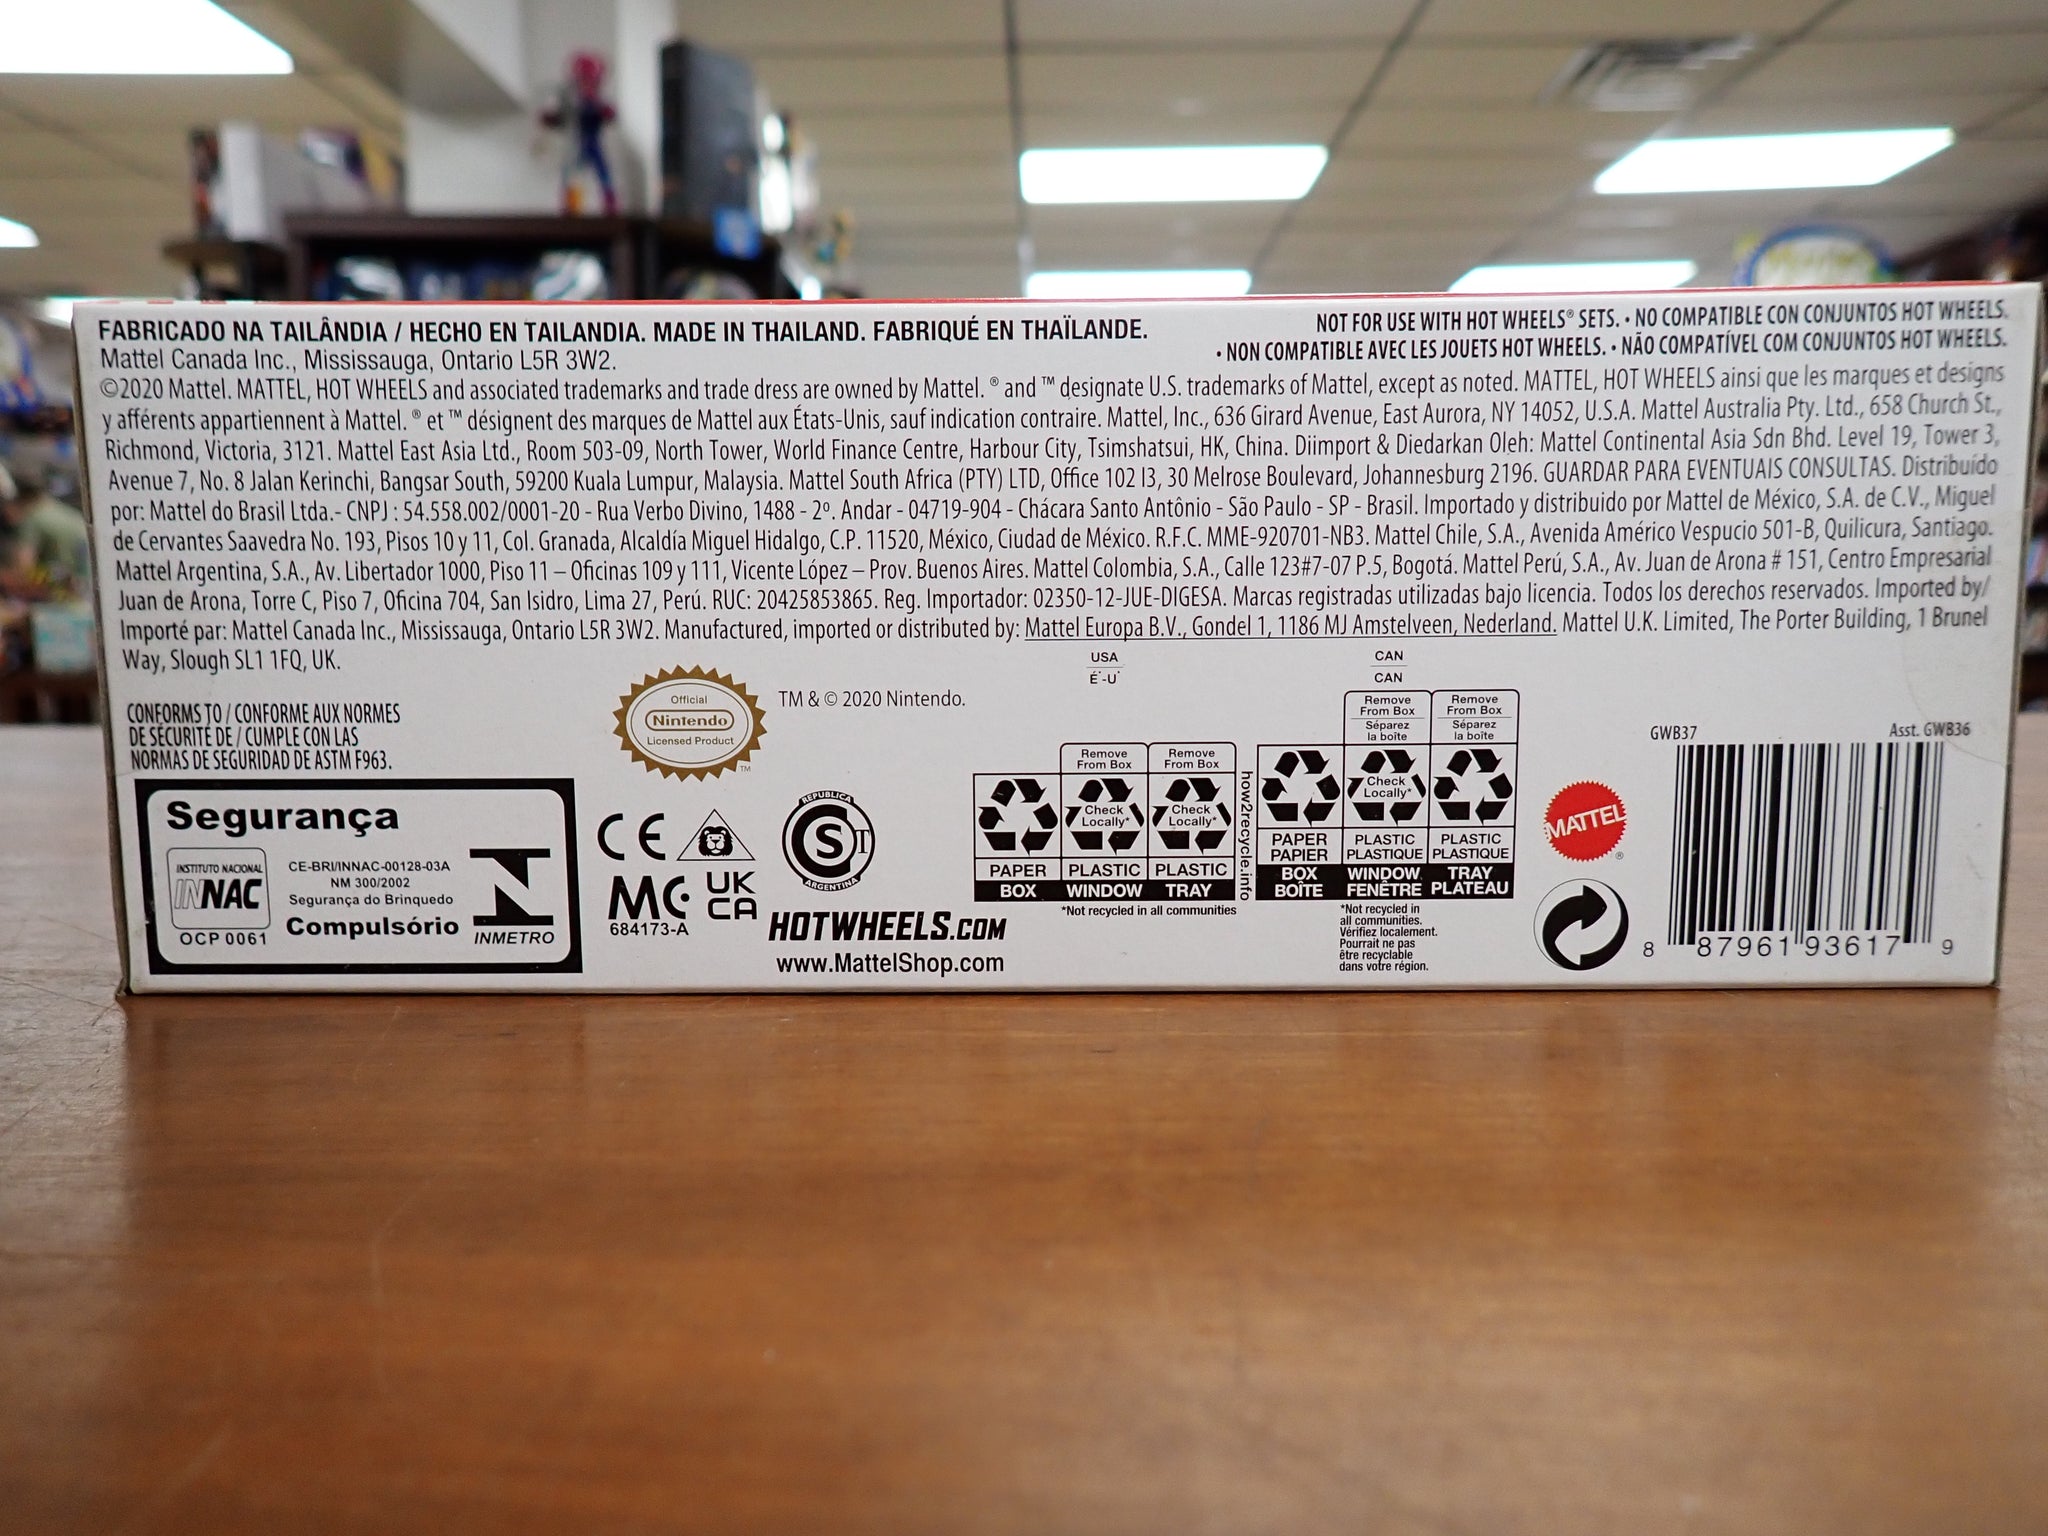 FABRICADO NA TAILÂNDIA / HECHO EN TAILANDIA. MADE IN THAILAND. FABRIQUÉ EN THAÏLANDE.
Mattel Canada Inc., Mississauga, Ontario L5R 3W2.
NOT FOR USE WITH HOT WHEELS® SETS. • NO COMPATIBLE CON CONJUNTOS HOT WHEELS.
• NON COMPATIBLE AVEC LES JOUETS HOT WHEELS. • NÃO COMPATÍVEL COM CONJUNTOS HOT WHEELS.
©2020 Mattel. MATTEL, HOT WHEELS and associated trademarks and trade dress are owned by Mattel. ® and ™ designate U.S. trademarks of Mattel, except as noted. MATTEL, HOT WHEELS ainsi que les marques et designs
y afférents appartiennent à Mattel. ® et ™ désignent des marques de Mattel aux États-Unis, sauf indication contraire. Mattel, Inc., 636 Girard Avenue, East Aurora, NY 14052, U.S.A. Mattel Australia Pty. Ltd., 658 Church St.,
Richmond, Victoria, 3121. Mattel East Asia Ltd., Room 503-09, North Tower, World Finance Centre, Harbour City, Tsimshatsui, HK, China. Diimport & Diedarkan Oleh: Mattel Continental Asia Sdn Bhd. Level 19, Tower 3,
Avenue 7, No. 8 Jalan Kerinchi, Bangsar South, 59200 Kuala Lumpur, Malaysia. Mattel South Africa (PTY) LTD, Office 102 I3, 30 Melrose Boulevard, Johannesburg 2196. GUARDAR PARA EVENTUAIS CONSULTAS. Distribuído
por: Mattel do Brasil Ltda.- CNPJ : 54.558.002/0001-20 - Rua Verbo Divino, 1488 - 2º. Andar - 04719-904 - Chácara Santo Antônio - São Paulo - SP - Brasil. Importado y distribuido por Mattel de México, S.A. de C.V., Miguel
de Cervantes Saavedra No. 193, Pisos 10 y 11, Col. Granada, Alcaldía Miguel Hidalgo, C.P. 11520, México, Ciudad de México. R.F.C. MME-920701-NB3. Mattel Chile, S.A., Avenida Américo Vespucio 501-B, Quilicura, Santiago.
Mattel Argentina, S.A., Av. Libertador 1000, Piso 11 – Oficinas 109 y 111, Vicente López – Prov. Buenos Aires. Mattel Colombia, S.A., Calle 123#7-07 P.5, Bogotá. Mattel Perú, S.A., Av. Juan de Arona # 151, Centro Empresarial
Juan de Arona, Torre C, Piso 7, Oficina 704, San Isidro, Lima 27, Perú. RUC: 20425853865. Reg. Importador: 02350-12-JUE-DIGESA. Marcas registradas utilizadas bajo licencia. Todos los derechos reservados. Imported by/
Importé par: Mattel Canada Inc., Mississauga, Ontario L5R 3W2. Manufactured, imported or distributed by: Mattel Europa B.V., Gondel 1, 1186 MJ Amstelveen, Nederland. Mattel U.K. Limited, The Porter Building, 1 Brunel
Way, Slough SL1 1FQ, UK.
CONFORMS TO / CONFORME AUX NORMES
DE SÉCURITÉ DE / CUMPLE CON LAS
NORMAS DE SEGURIDAD DE ASTM F963.
Segurança
INSTITUTO NACIONAL
INNAC
OCP 0061
CE-BRI/INNAC-00128-03A
NM 300/2002
Segurança do Brinquedo
Compulsório
INMETRO
Official
Nintendo
Licensed Product
™
TM & © 2020 Nintendo.
CE
MC
684173-A
UK
CA
REPUBLICA
S T
ARGENTINA
HOTWHEELS.COM
www.MattelShop.com
USA
É.-U.
Remove
From Box
Remove
From Box
Check
Locally*
Check
Locally*
PAPER
PLASTIC
PLASTIC
BOX
WINDOW
TRAY
*Not recycled in all communities
how2recycle.info
CAN
CAN
Remove
From Box
Séparez
la boîte
Remove
From Box
Séparez
la boîte
Check
Locally*
PAPER
PAPIER
PLASTIC
PLASTIQUE
PLASTIC
PLASTIQUE
BOX
BOÎTE
WINDOW
FENÊTRE
TRAY
PLATEAU
*Not recycled in
all communities.
Vérifiez localement.
Pourrait ne pas
être recyclable
dans votre région.
MATTEL
®
GWB37
Asst. GWB36
8 87961 93617 9